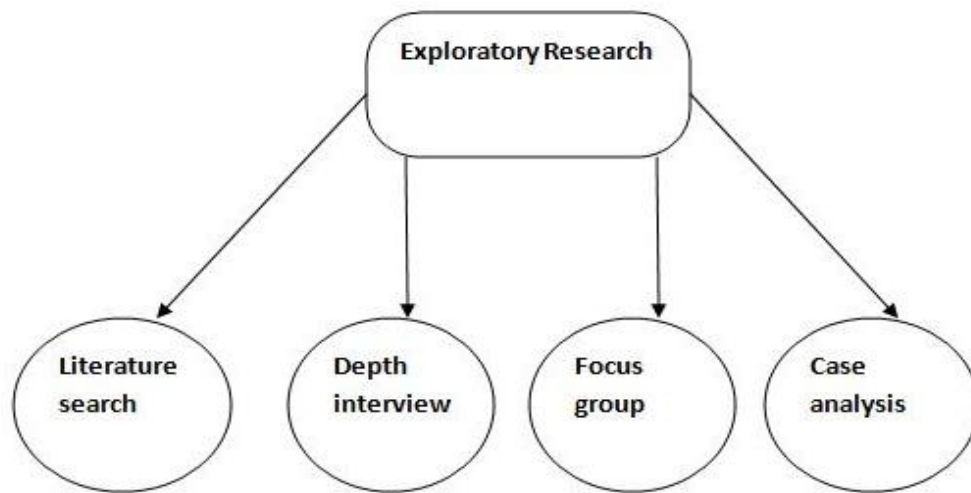 Exploratory Research
Literature
search
Depth
interview
Focus
group
Case
analysis